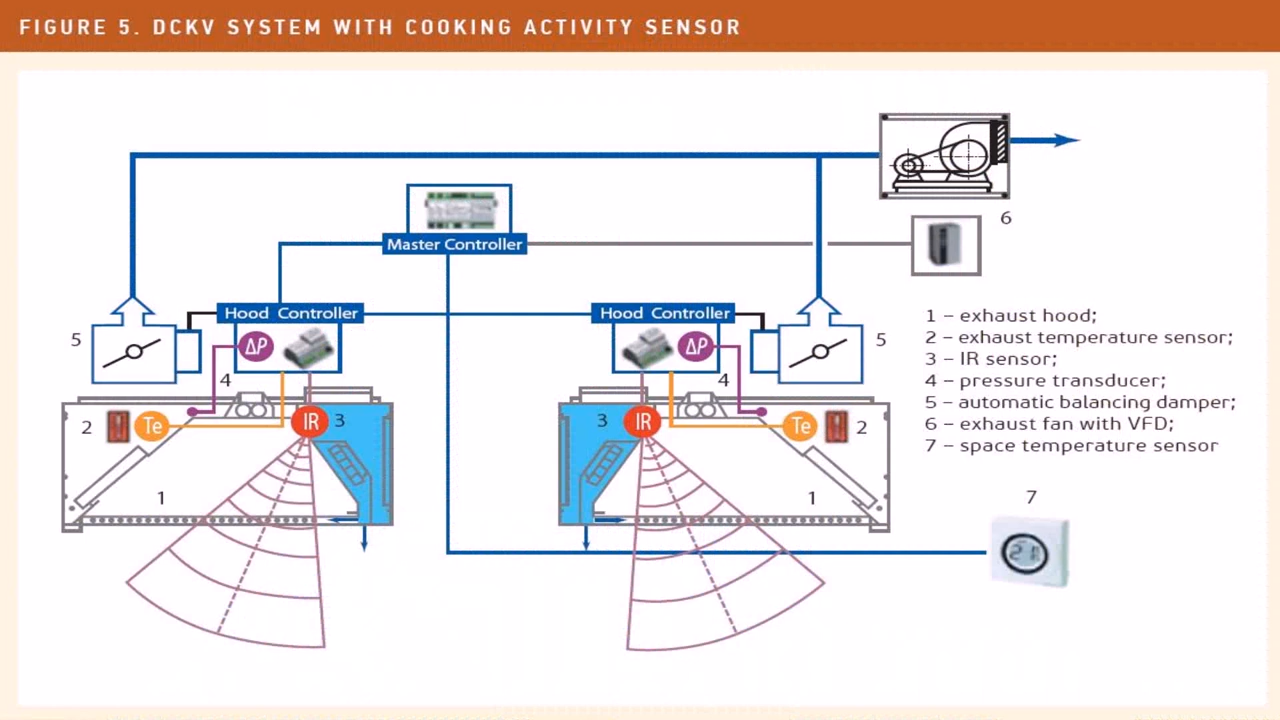 FIGURE 5. DCKV SYSTEM WITH COOKING ACTIVITY SENSOR
6
Master Controller
Hood Controller
Hood Controller
5
ΔP
ΔP
5
4
4
2
Te
IR
3
3
IR
Te
2
1
1
1 – exhaust hood;
2 – exhaust temperature sensor;
3 – IR sensor;
4 – pressure transducer;
5 – automatic balancing damper;
6 – exhaust fan with VFD;
7 – space temperature sensor
7